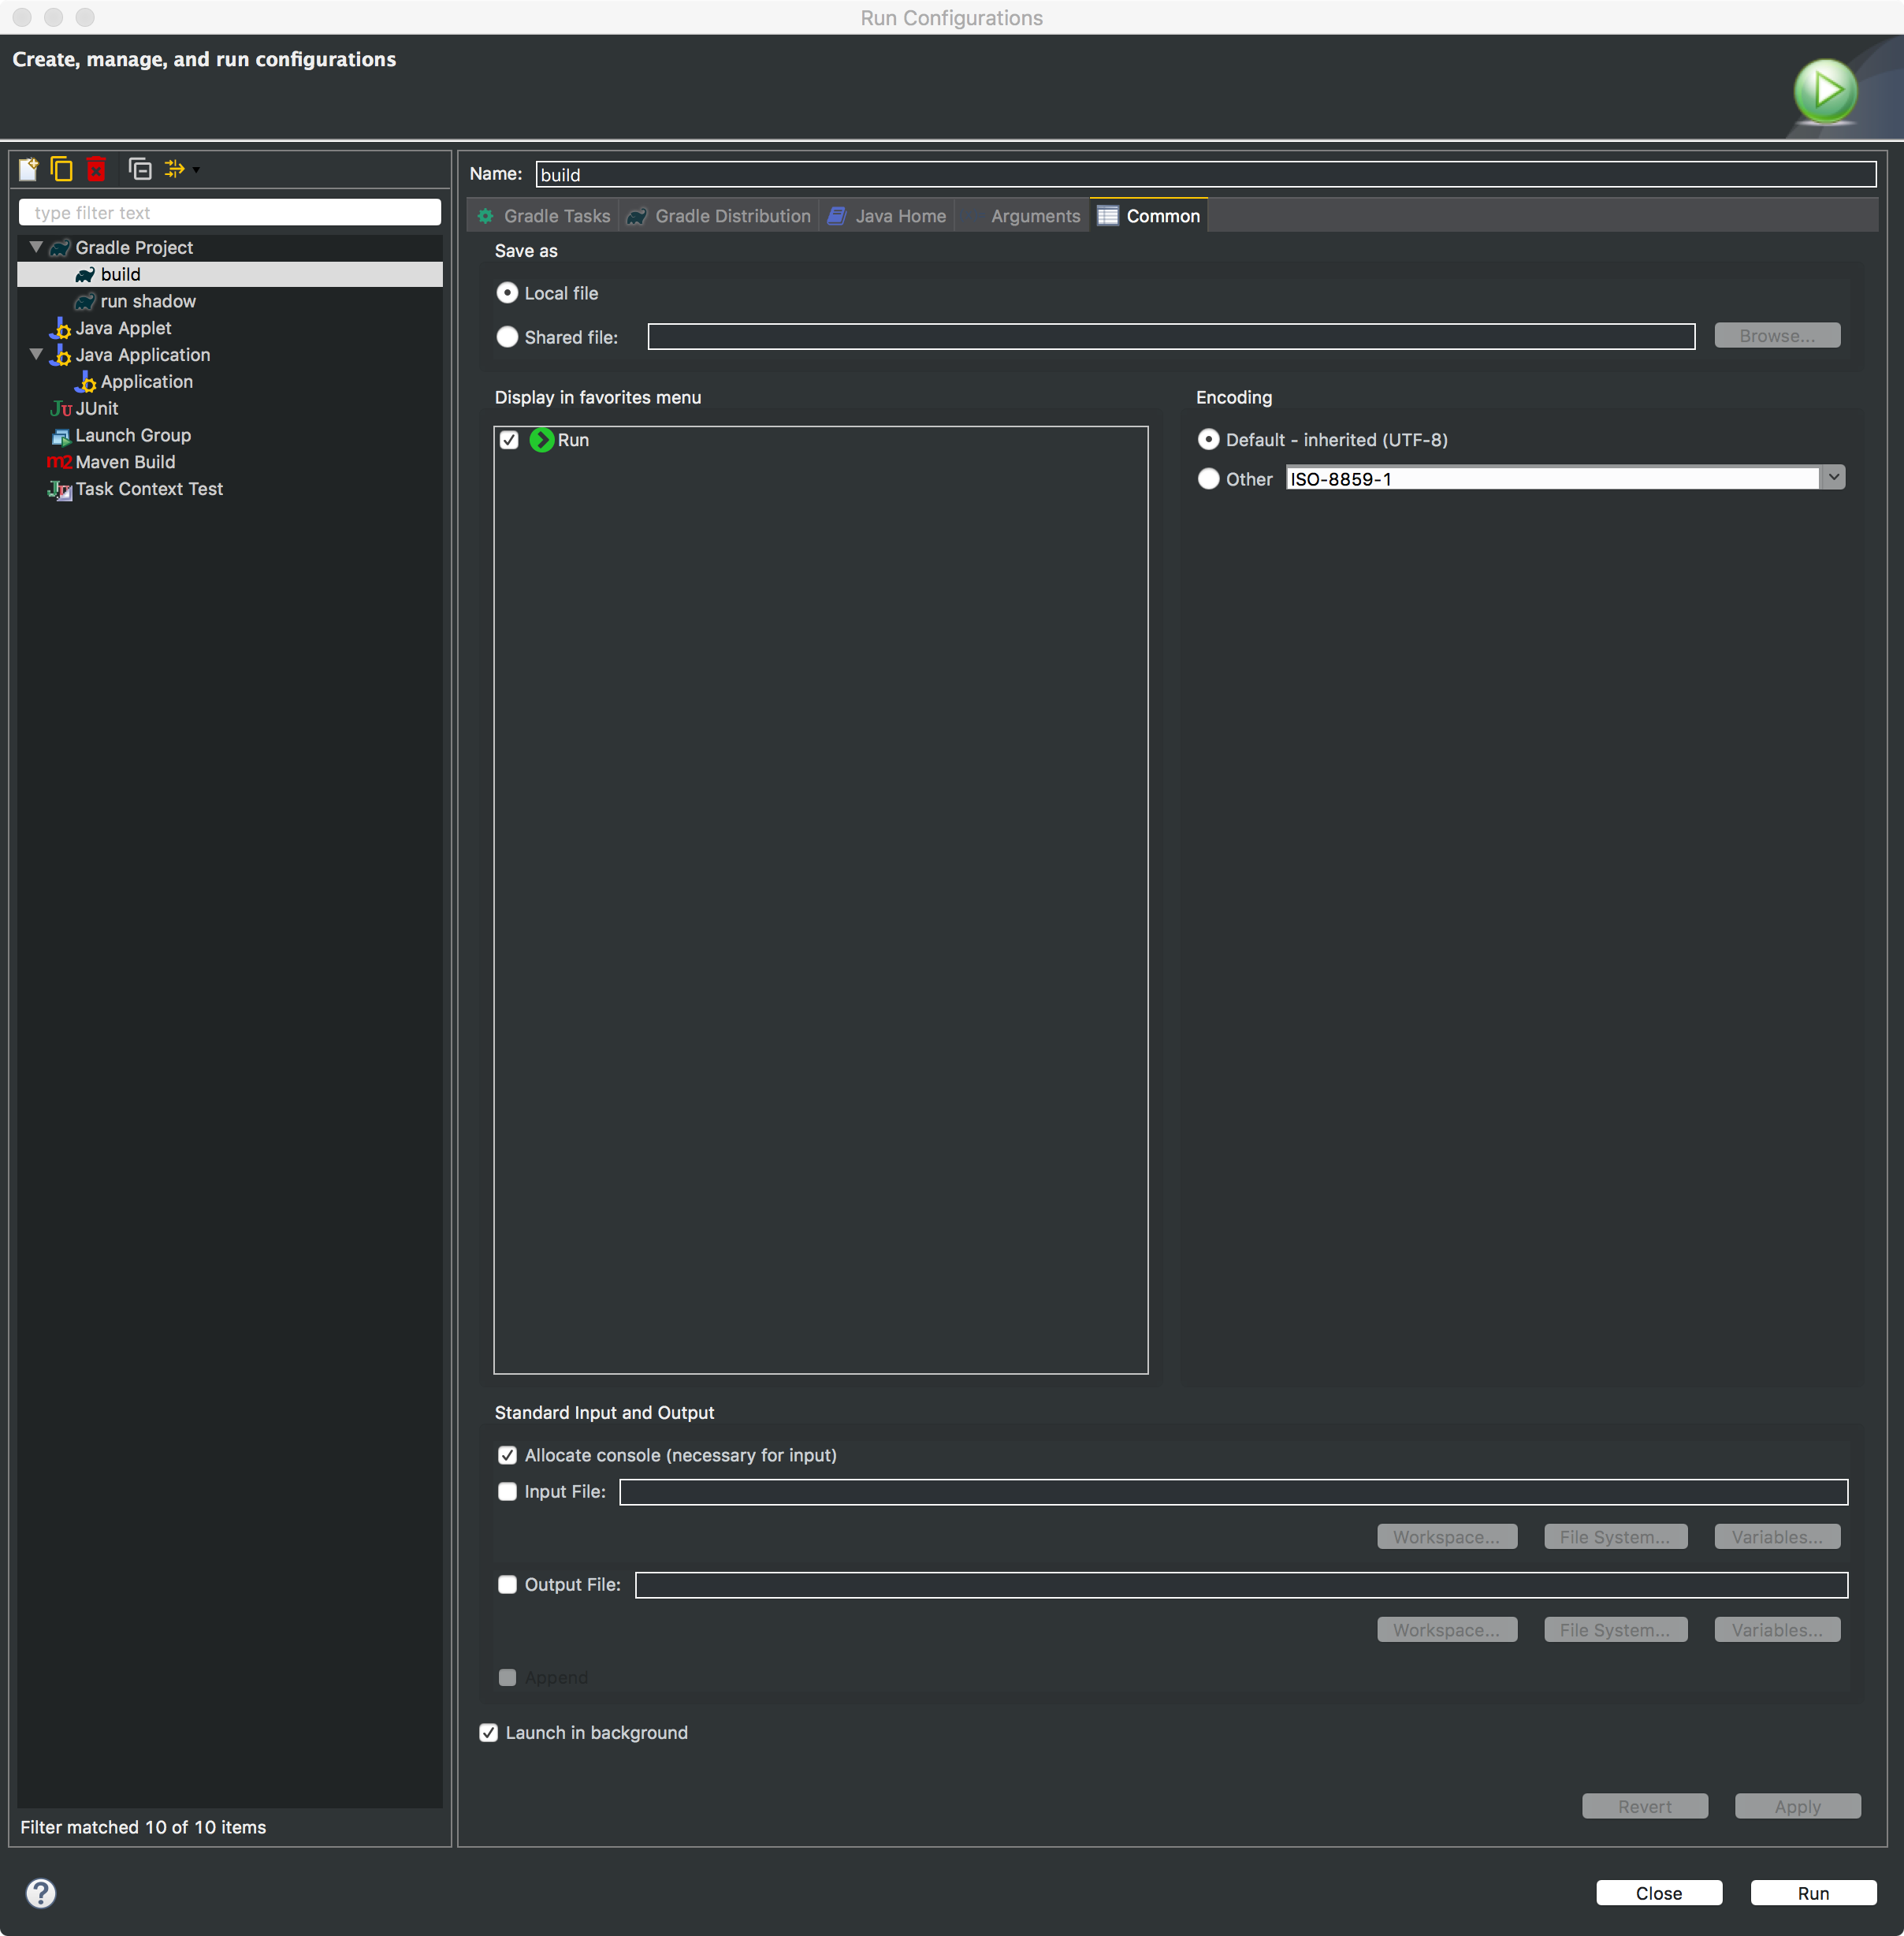 Run Configurations
Create, manage, and run configurations
type filter text
Gradle Project
build
run shadow
Java Applet
Java Application
Application
JUnit
Launch Group
Maven Build
Task Context Test
Filter matched 10 of 10 items
Name: build
Gradle Tasks Gradle Distribution Java Home Arguments Common
Save as
Local file
Shared file: Browse...
Display in favorites menu
Run
Encoding
Default - inherited (UTF-8)
Other ISO-8859-1
Standard Input and Output
Allocate console (necessary for input)
Input File:
Workspace... File System... Variables...
Output File:
Workspace... File System... Variables...
Append
Launch in background
Revert Apply
Close Run